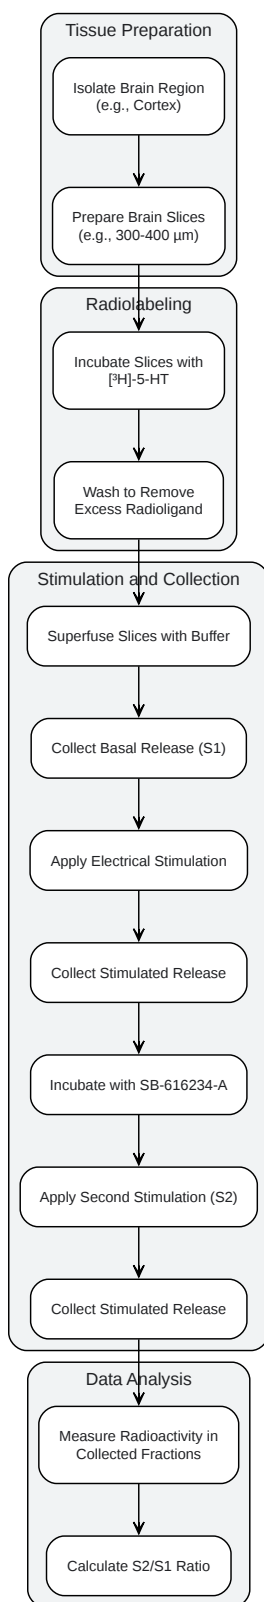 Tissue Preparation
Isolate Brain Region
(e.g., Cortex)
Prepare Brain Slices
(e.g., 300-400 µm)
Radiolabeling
Incubate Slices with
[³H]-5-HT
Wash to Remove
Excess Radioligand
Stimulation and Collection
Superfuse Slices with Buffer
Collect Basal Release (S1)
Apply Electrical Stimulation
Collect Stimulated Release
Incubate with SB-616234-A
Apply Second Stimulation (S2)
Collect Stimulated Release
Data Analysis
Measure Radioactivity in
Collected Fractions
Calculate S2/S1 Ratio